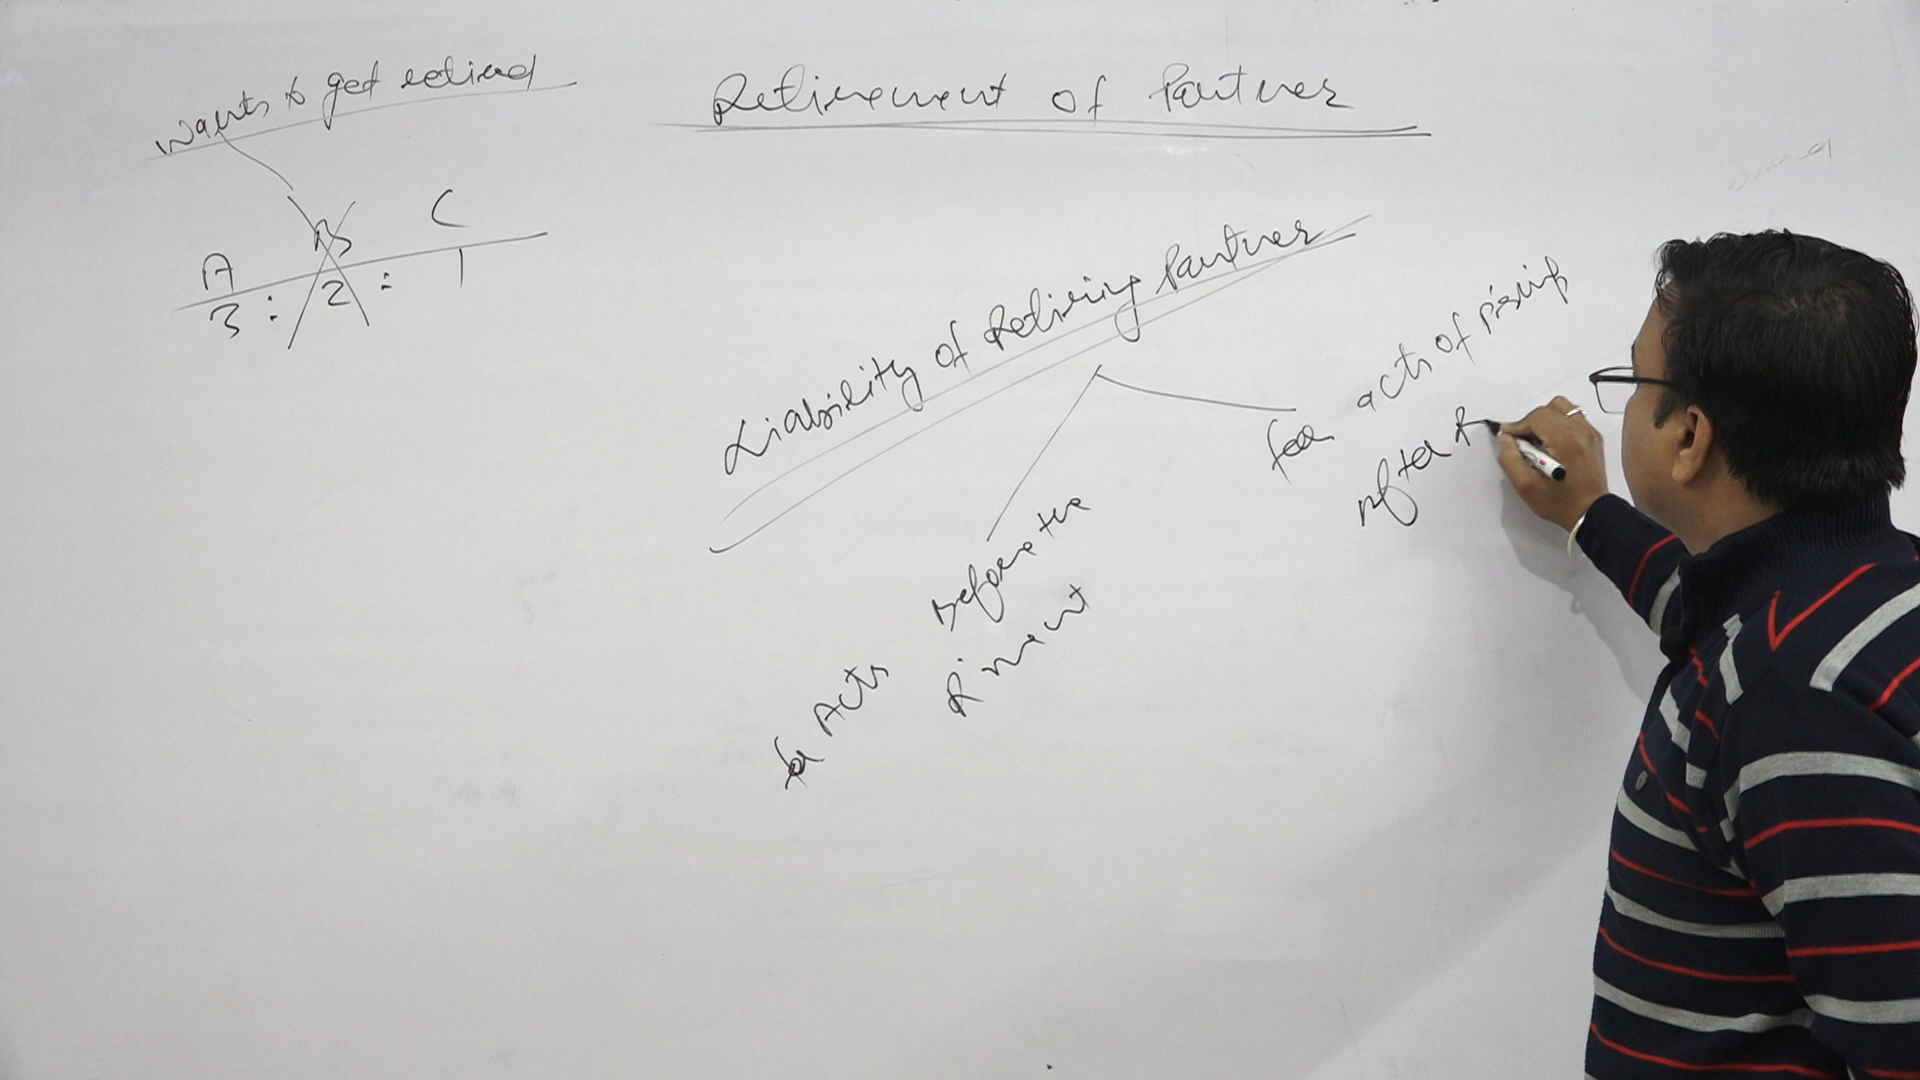 Wants to get retired
Retirement of Partner
A B C
3 : 2 : 1
Liability of Retiring Partner
for Acts Before the
R'ment
for acts of
after R